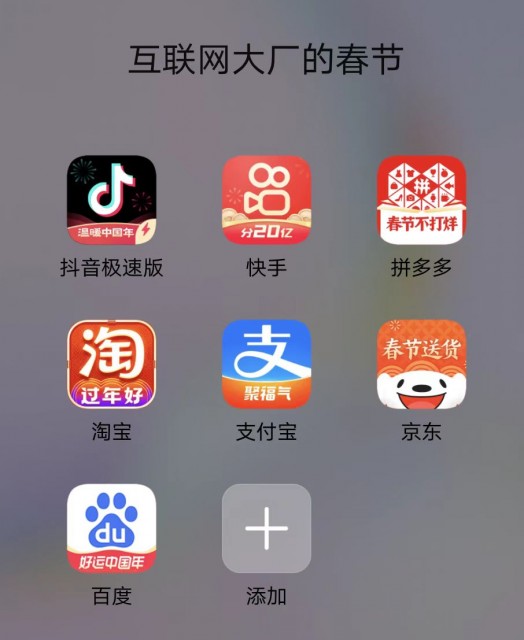 互联网大厂的春节
温暖中国年
抖音极速版
分20亿
快手
拼
春节不打烊
拼多多
淘
过年好
淘宝
支
聚福气
支付宝
春节送货
京东
du
好运中国年
百度
添加